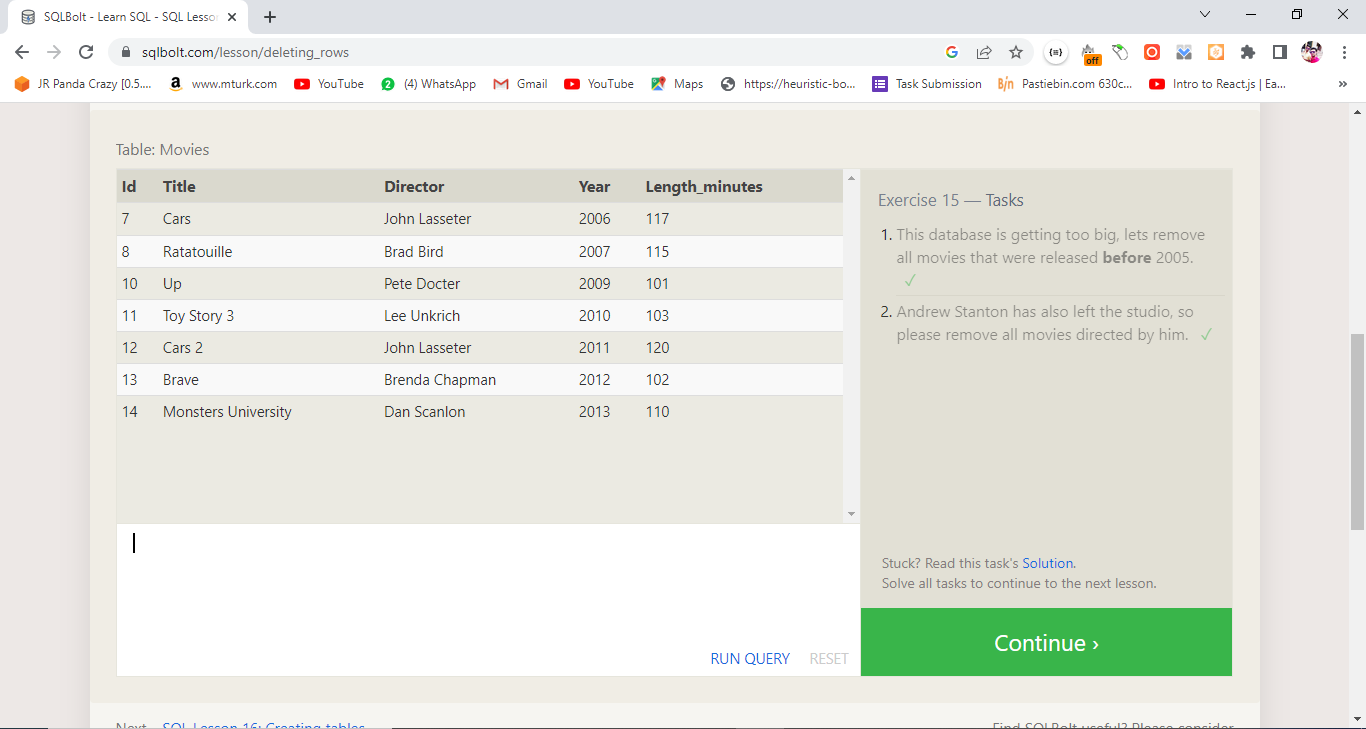 SQLBolt - Learn SQL - SQL Lesson
sqlbolt.com/lesson/deleting_rows
off
JR Panda Crazy [0.5....
www.mturk.com
YouTube
2
(4) WhatsApp
Gmail
YouTube
Maps
https://heuristic-bo...
Task Submission
B/n Pastiebin.com 630c...
Intro to React.js | Ea...
»
Table: Movies
Id Title Director Year Length_minutes
7 Cars John Lasseter 2006 117
8 Ratatouille Brad Bird 2007 115
10 Up Pete Docter 2009 101
11 Toy Story 3 Lee Unkrich 2010 103
12 Cars 2 John Lasseter 2011 120
13 Brave Brenda Chapman 2012 102
14 Monsters University Dan Scanlon 2013 110
RUN QUERY RESET
Exercise 15 — Tasks
1. This database is getting too big, lets remove
all movies that were released before 2005.
✓
2. Andrew Stanton has also left the studio, so
please remove all movies directed by him. ✓
Stuck? Read this task's Solution.
Solve all tasks to continue to the next lesson.
Continue ›
Next – SQL Lesson 16: Creating tables
Find SQLBolt useful? Please consider